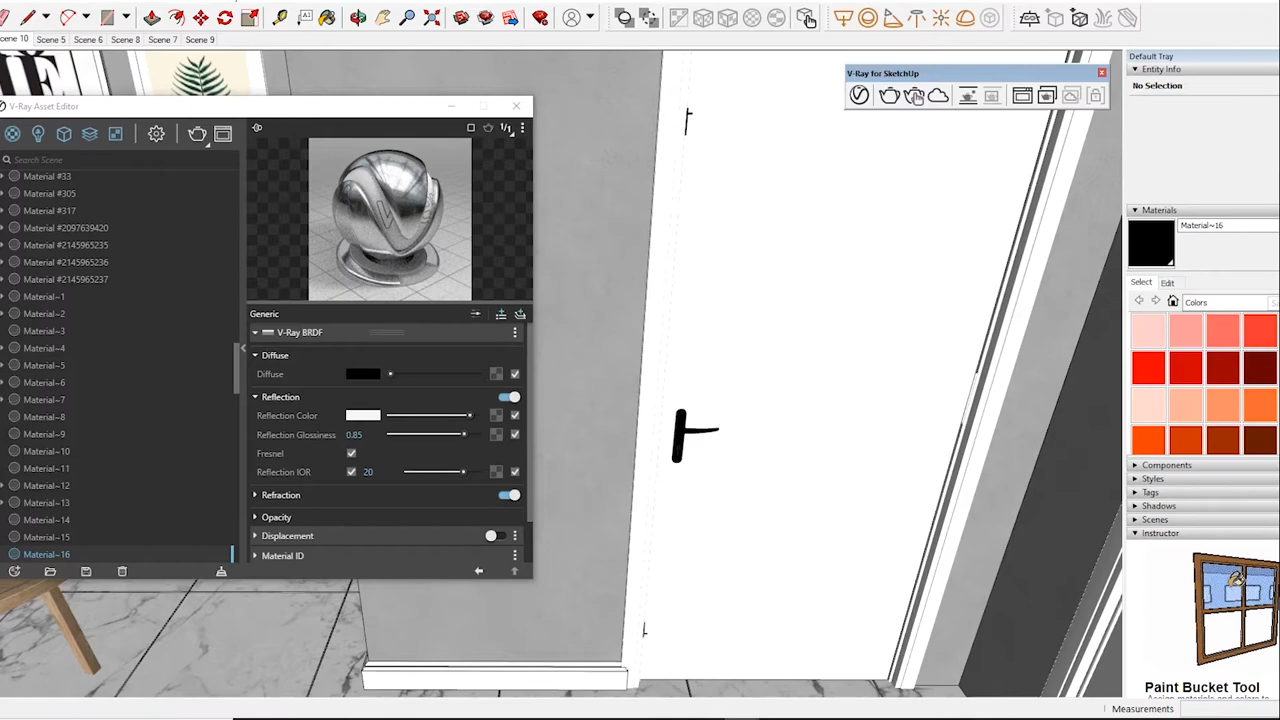 Scene 10
Scene 5
Scene 6
Scene 8
Scene 7
Scene 9
Default Tray
Entity Info
No Selection
V-Ray for SketchUp
V-Ray Asset Editor
1/1
Search Scene
Material #33
Material #305
Material #317
Material #2097639420
Material #2145965235
Material #2145965236
Material #2145965237
Material~1
Material~2
Material~3
Material~4
Material~5
Material~6
Material~7
Material~8
Material~9
Material~10
Material~11
Material~12
Material~13
Material~14
Material~15
Material~16
Generic
V-Ray BRDF
Diffuse
Diffuse
Reflection
Reflection Color
Reflection Glossiness 0.85
Fresnel
Reflection IOR 20
Refraction
Opacity
Displacement
Material ID
Materials
Material~16
Select
Edit
Colors
Components
Styles
Tags
Shadows
Scenes
Instructor
Paint Bucket Tool
Measurements